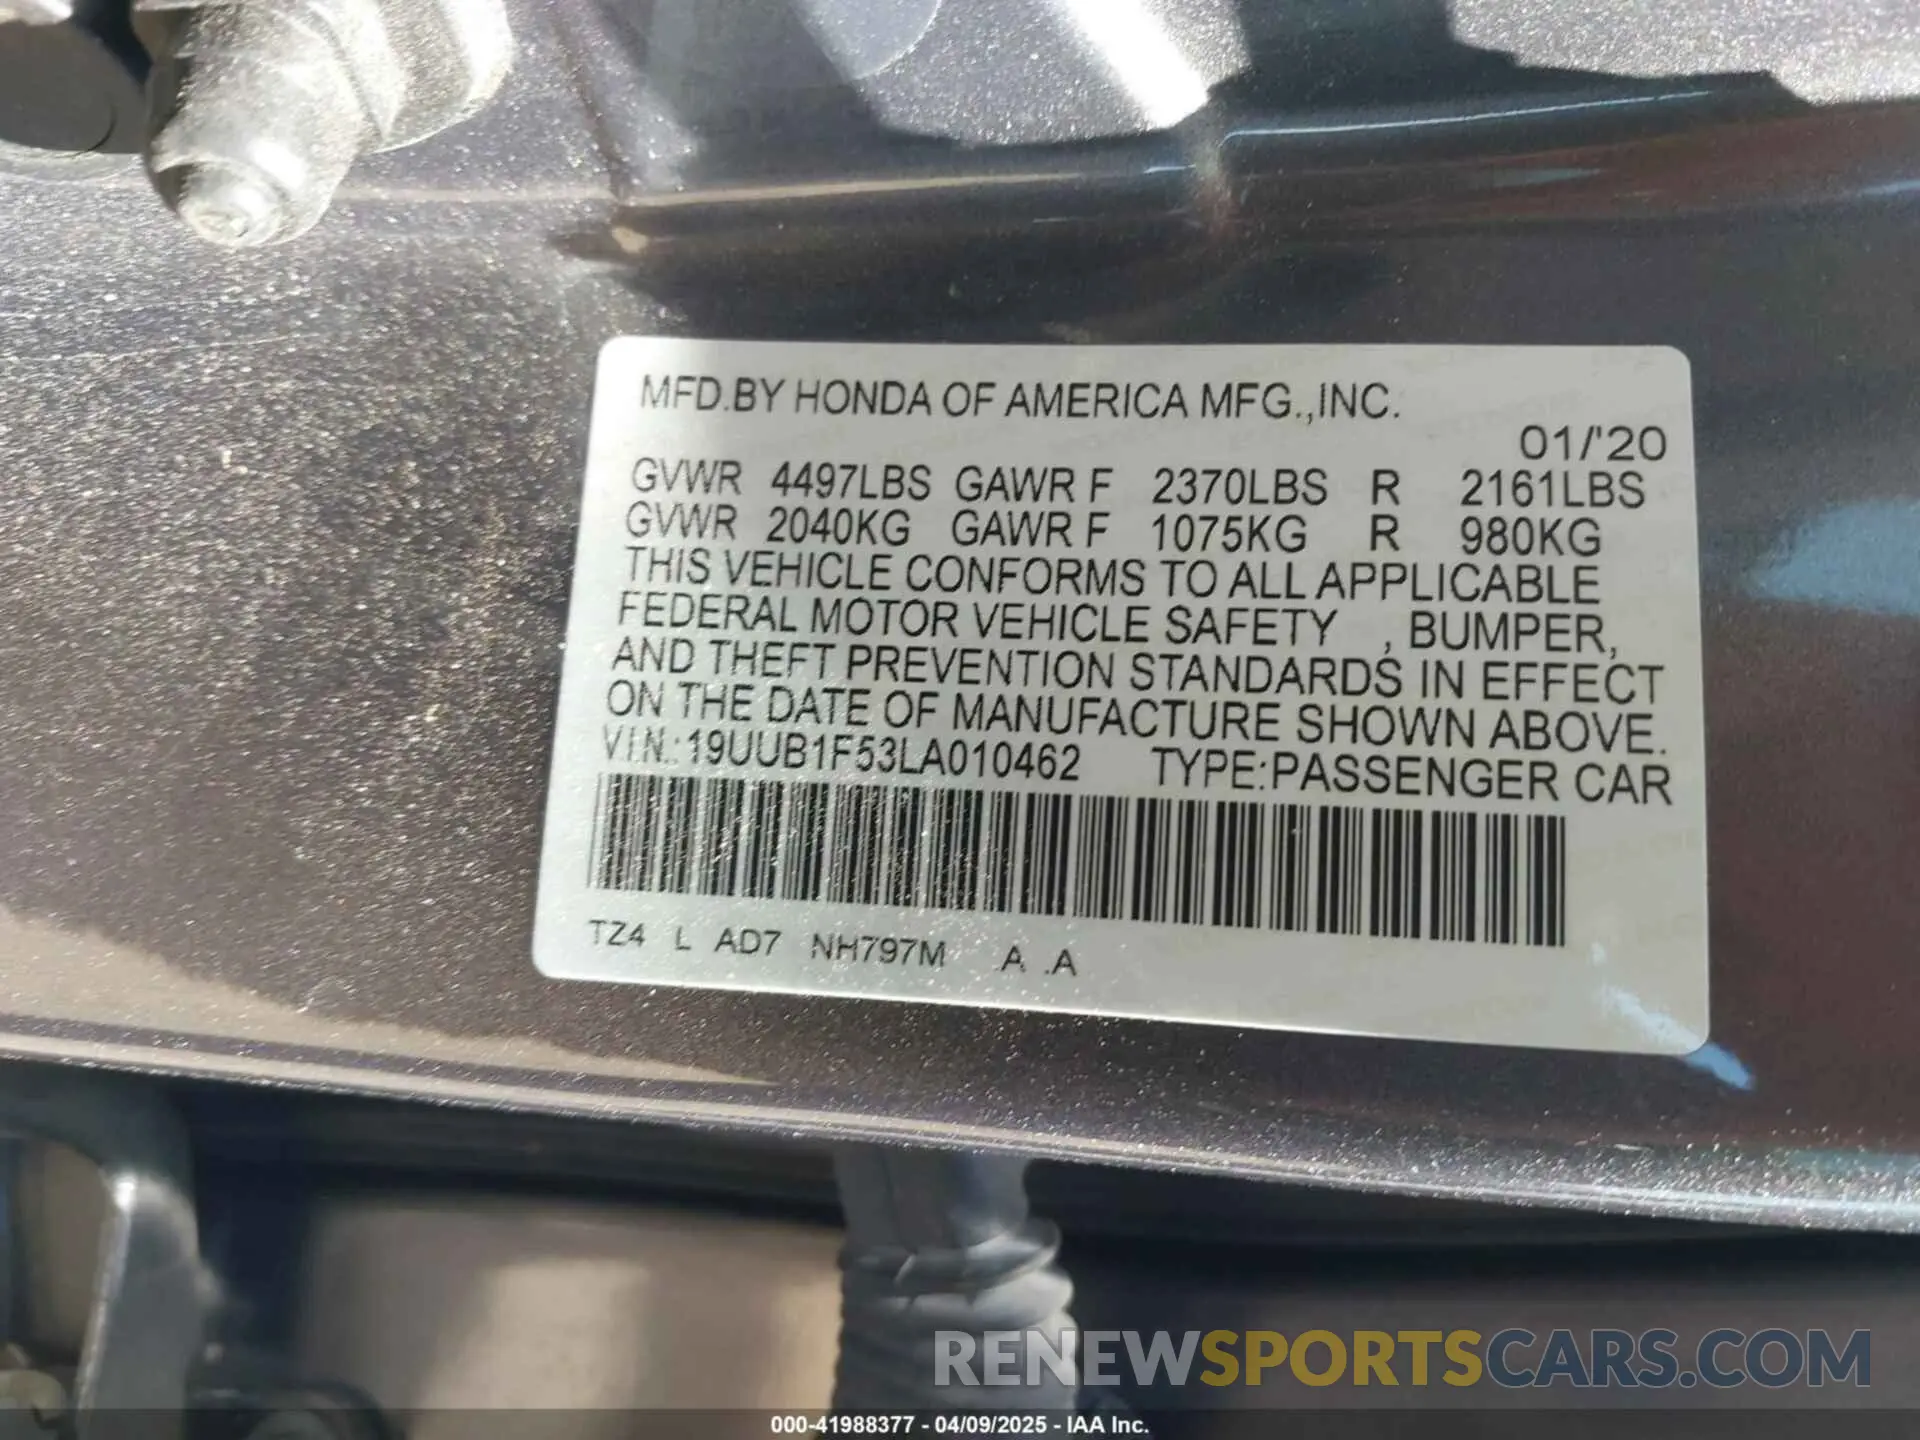 MFD.BY HONDA OF AMERICA MFG.,INC.
01/'20
GVWR 4497LBS GAWR F 2370LBS R 2161LBS
GVWR 2040KG GAWR F 1075KG R 980KG
THIS VEHICLE CONFORMS TO ALL APPLICABLE
FEDERAL MOTOR VEHICLE SAFETY , BUMPER,
AND THEFT PREVENTION STANDARDS IN EFFECT
ON THE DATE OF MANUFACTURE SHOWN ABOVE.
V.I.N.:19UUB1F53LA010462 TYPE:PASSENGER CAR
TZ4 L AD7 NH797M .A .A
RENEWSPORTSCARS.COM
000-41988377 - 04/09/2025 - IAA Inc.